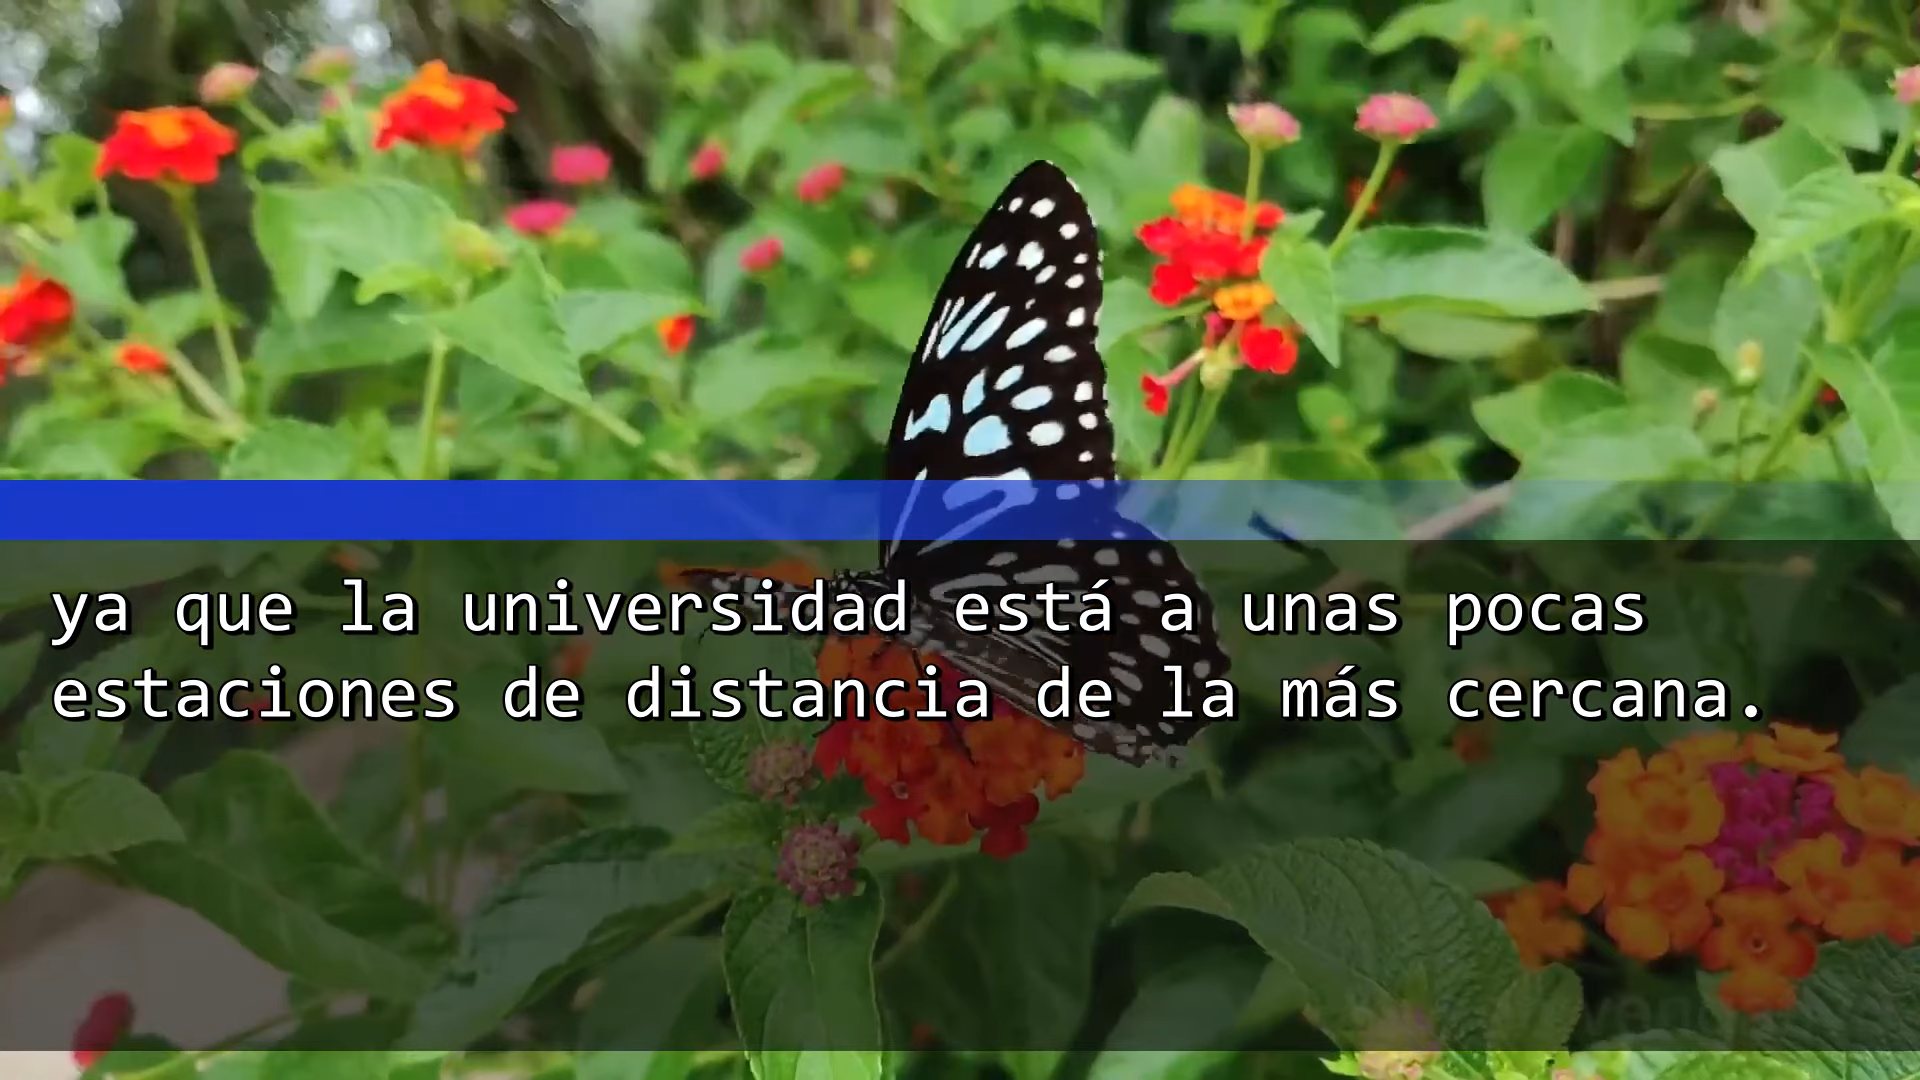 ya que la universidad está a unas pocas
estaciones de distancia de la más cercana.